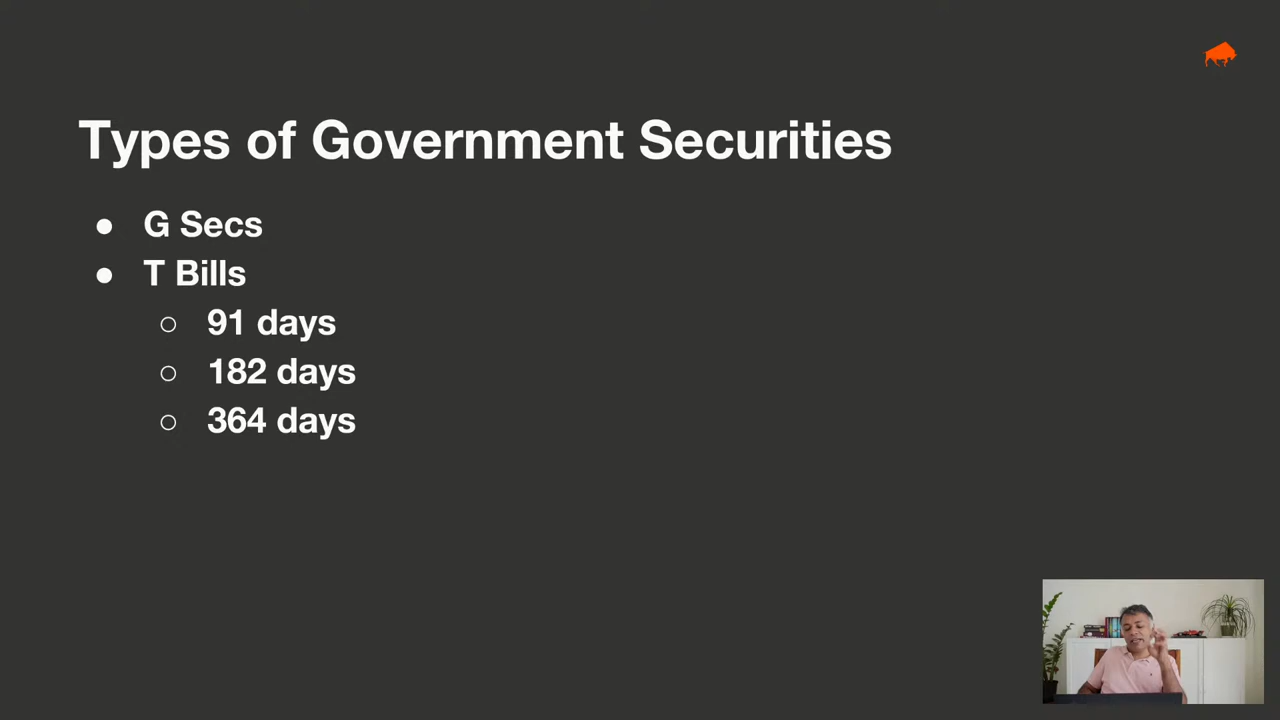 Types of Government Securities
● G Secs
● T Bills
○ 91 days
○ 182 days
○ 364 days